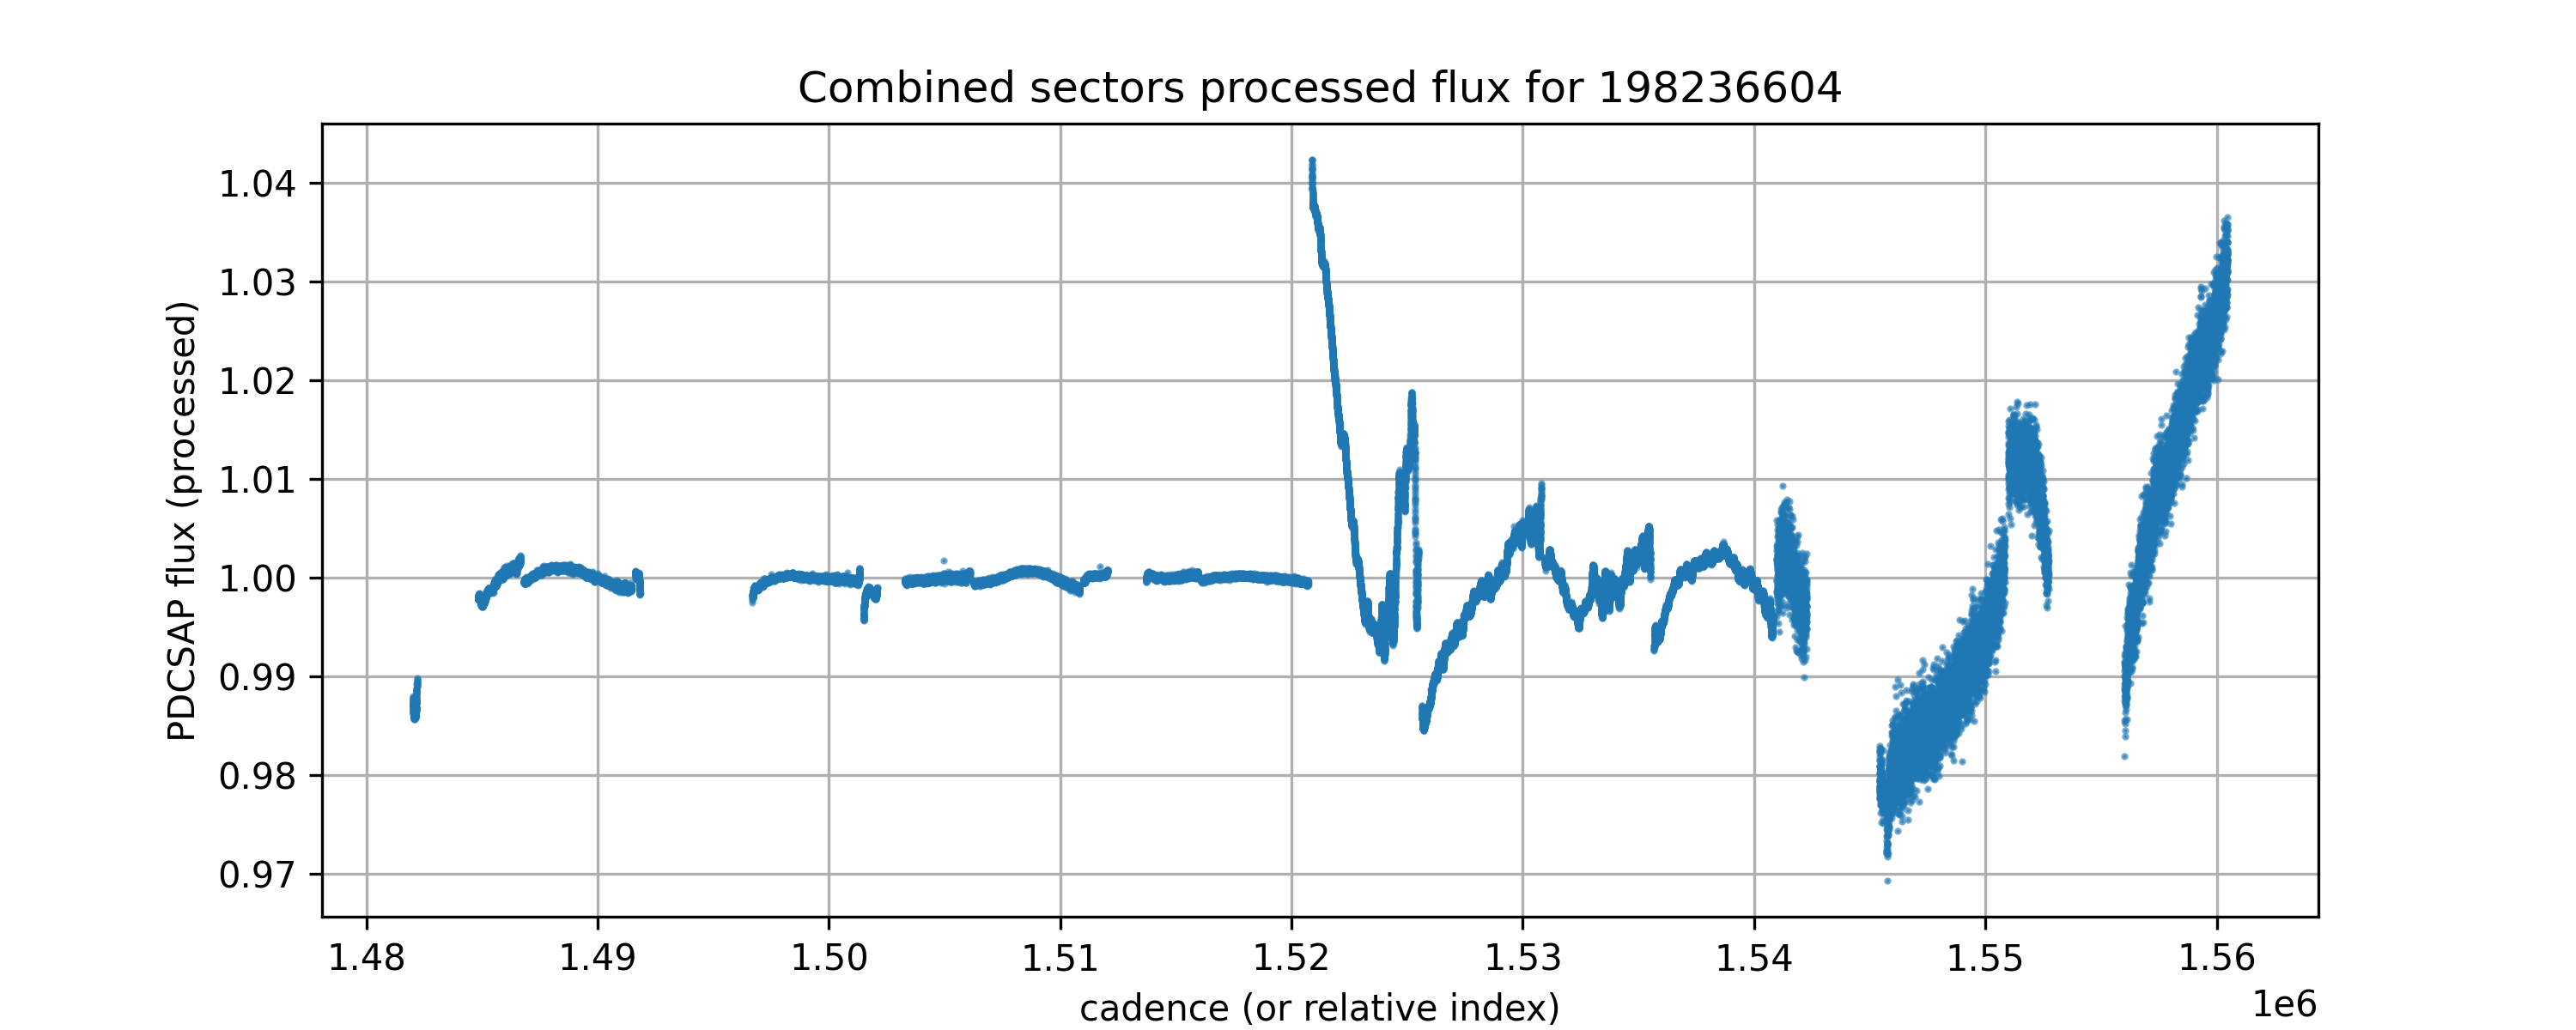 Combined sectors processed flux for 198236604
PDCSAP flux (processed)
1.04
1.03
1.02
1.01
1.00
0.99
0.98
0.97
1.48 1.49 1.50 1.51 1.52 1.53 1.54 1.55 1.56
1e6
cadence (or relative index)